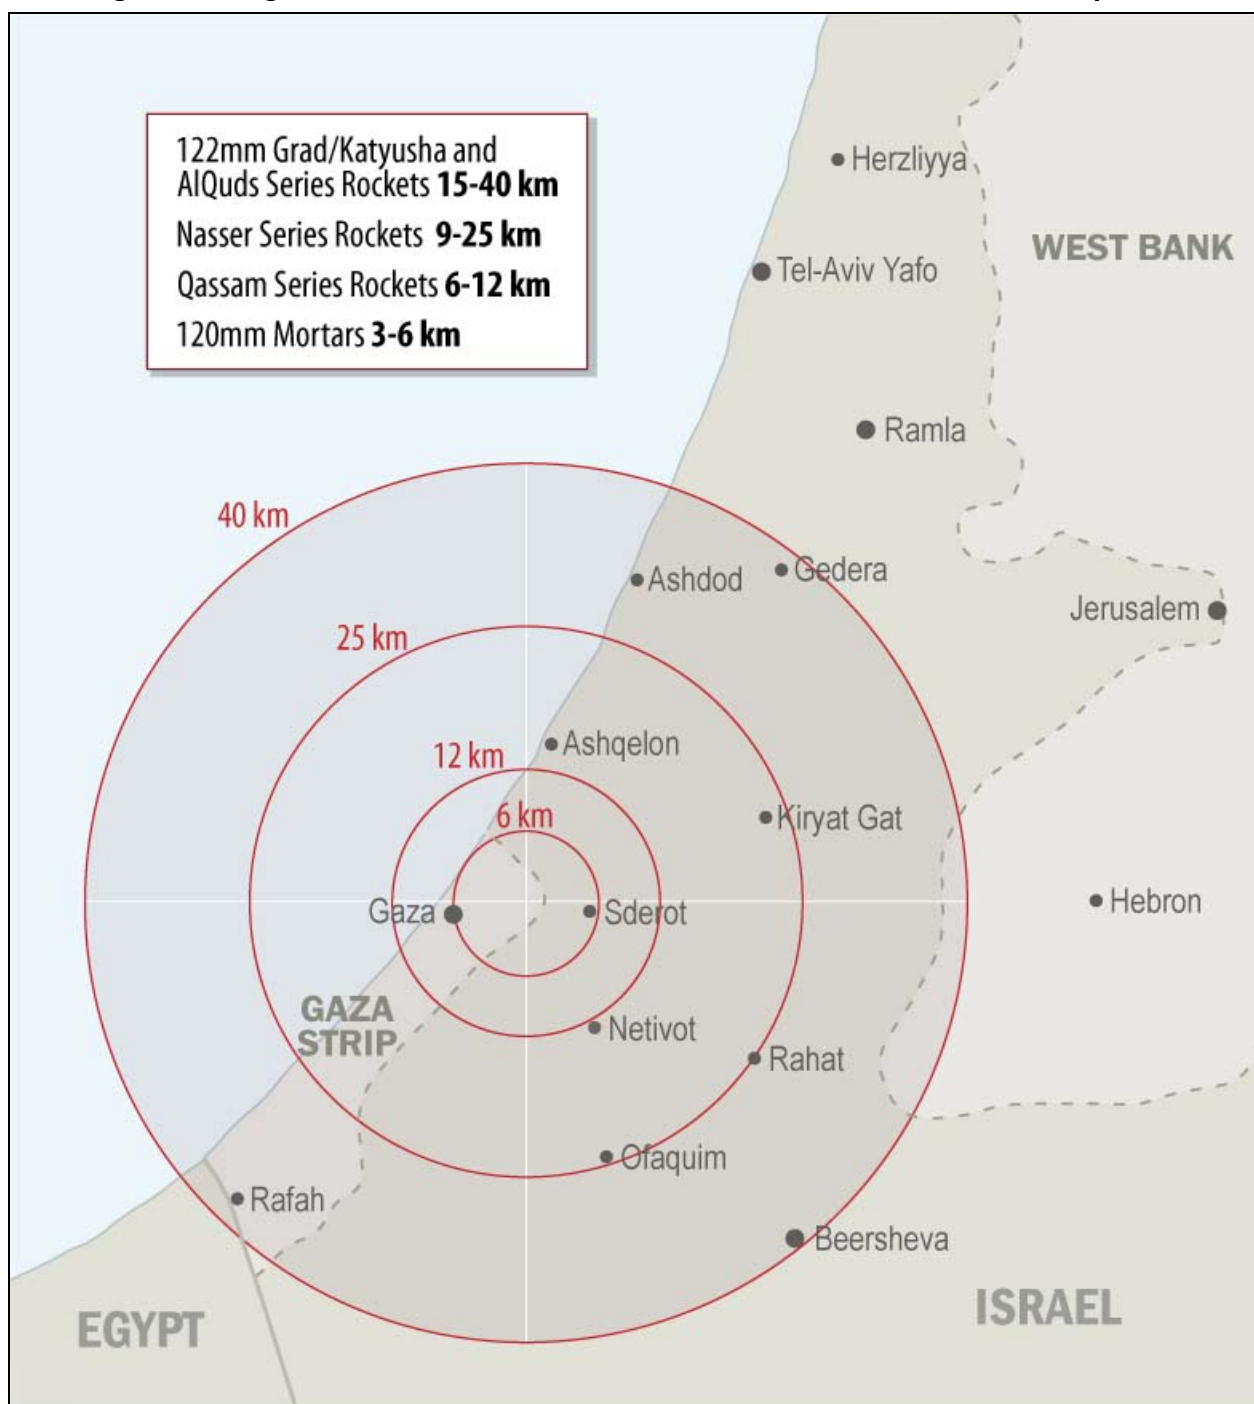 122mm Grad/Katyusha and
AlQuds Series Rockets 15-40 km
Nasser Series Rockets 9-25 km
Qassam Series Rockets 6-12 km
120mm Mortars 3-6 km
Herzliyya
WEST BANK
Tel-Aviv Yafo
Ramla
40 km
Ashdod
Gedera
Jerusalem
25 km
Ashqelon
12 km
6 km
Kiryat Gat
Gaza
Sderot
Hebron
GAZA
STRIP
Netivot
Rahat
Ofaquim
Rafah
Beersheva
EGYPT
ISRAEL